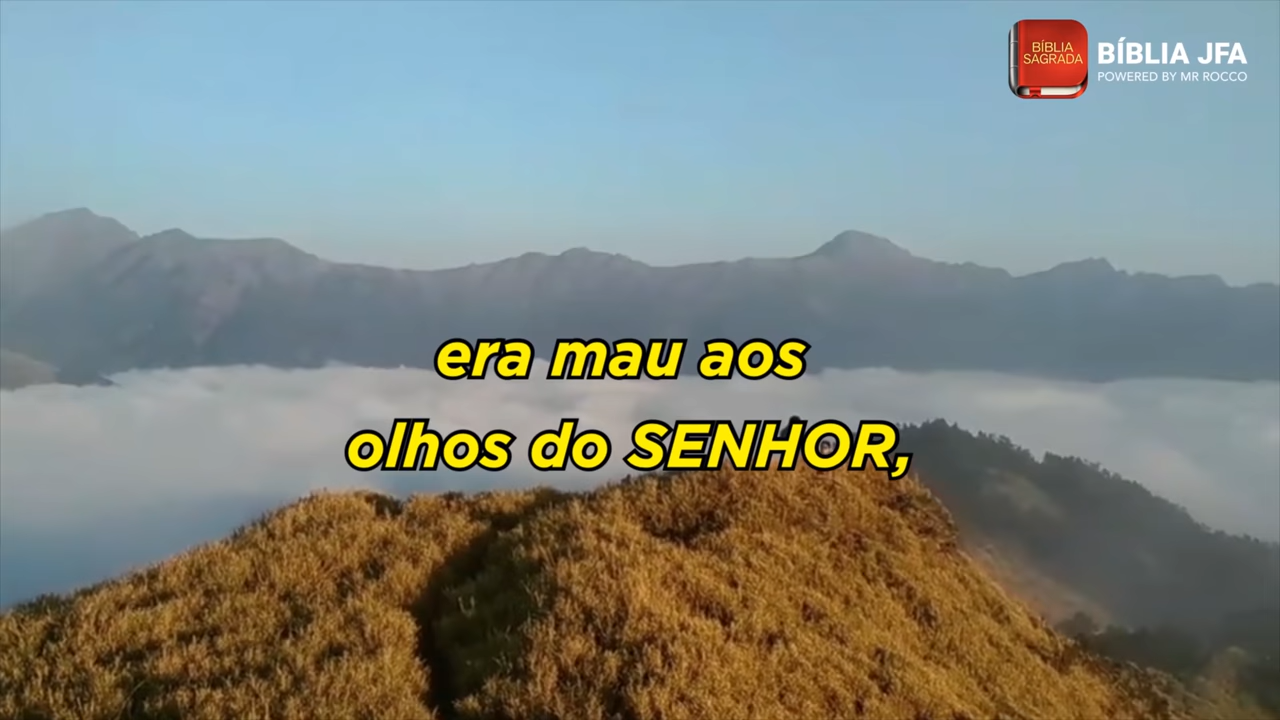 BÍBLIA
SAGRADA
BÍBLIA JFA
POWERED BY MR ROCCO
era mau aos
olhos do SENHOR,